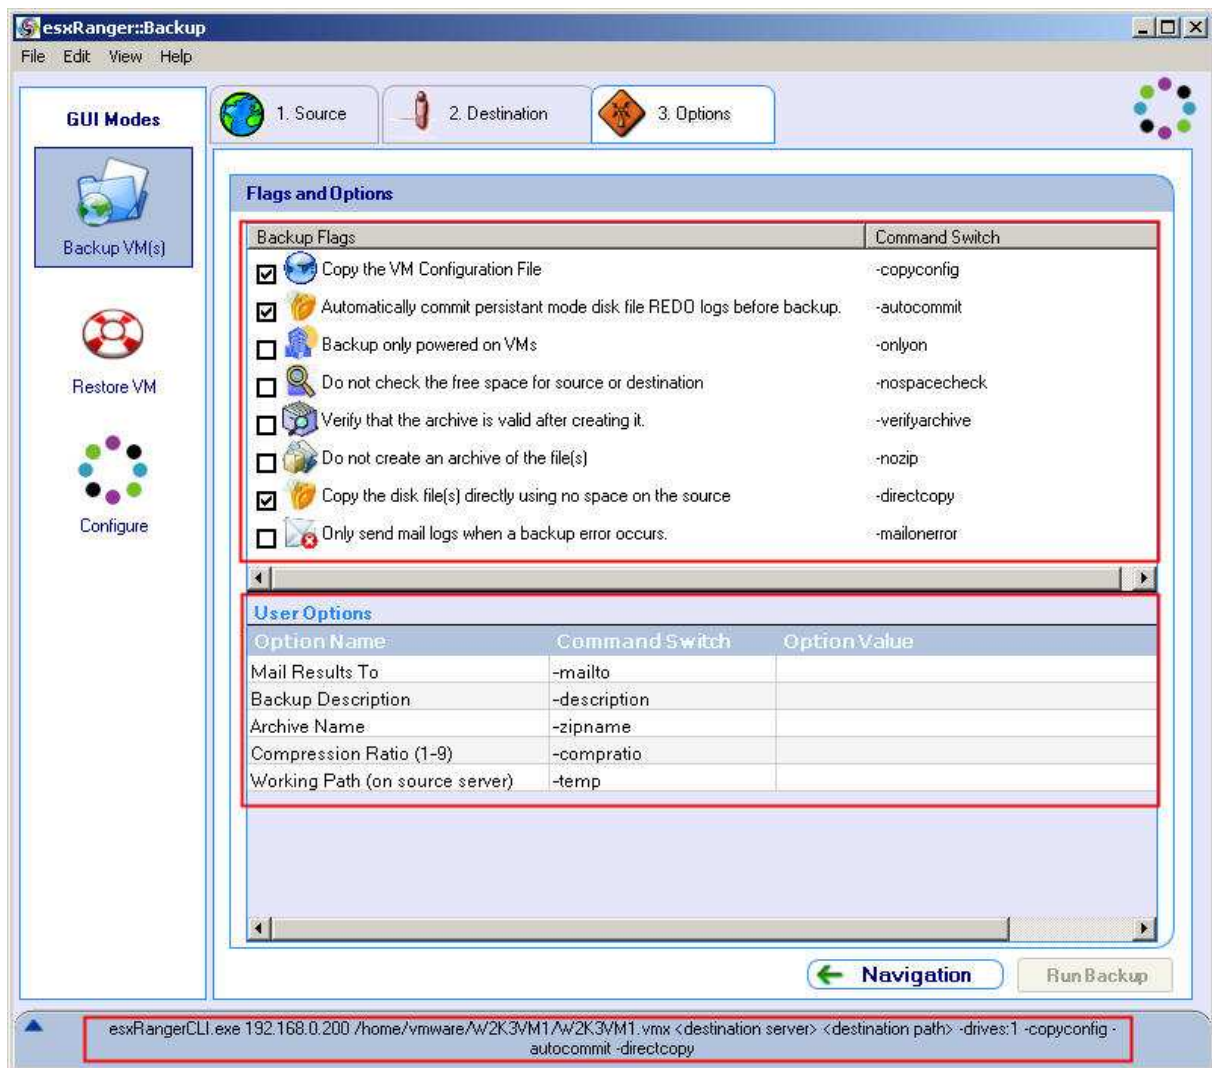 esxRanger::Backup
File Edit View Help
GUI Modes
Backup VM(s)
Restore VM
Configure
1. Source
2. Destination
3. Options
Flags and Options
Backup Flags Command Switch
Copy the VM Configuration File -copyconfig
Automatically commit persistant mode disk file REDO logs before backup. -autocommit
Backup only powered on VMs -onlyon
Do not check the free space for source or destination -nospacecheck
Verify that the archive is valid after creating it. -verifyarchive
Do not create an archive of the file(s) -nozip
Copy the disk file(s) directly using no space on the source -directcopy
Only send mail logs when a backup error occurs. -mailonerror
User Options
Option Name Command Switch Option Value
Mail Results To -mailto
Backup Description -description
Archive Name -zipname
Compression Ratio (1-9) -compratio
Working Path (on source server) -temp
Navigation
Run Backup
esxRangerCLI.exe 192.168.0.200 /home/vmware/W2K3VM1/W2K3VM1.vmx <destination server> <destination path> -drives:1 -copyconfig -
autocommit -directcopy